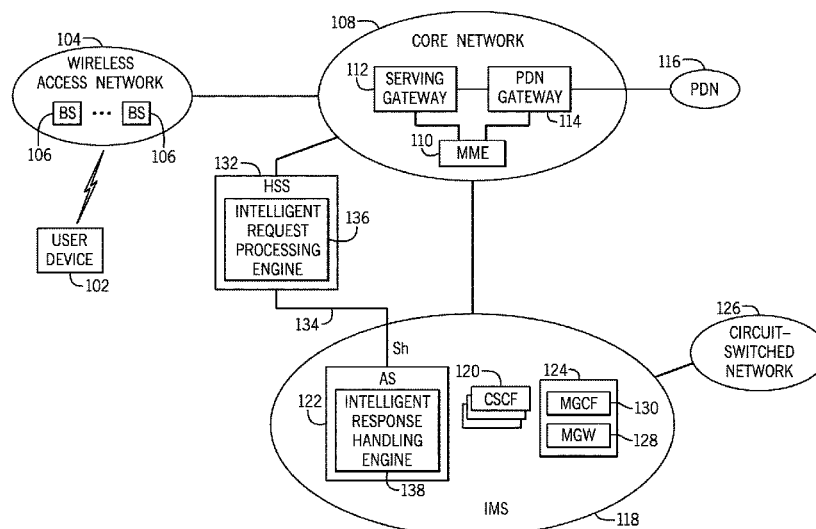 108
CORE NETWORK
104
WIRELESS
ACCESS NETWORK
BS ••• BS
106
106
112
SERVING
GATEWAY
PDN
GATEWAY
114
116
PDN
110
MME
132
HSS
INTELLIGENT
REQUEST
PROCESSING
ENGINE
136
USER
DEVICE
102
134
Sh
126
CIRCUIT-
SWITCHED
NETWORK
AS
122
INTELLIGENT
RESPONSE
HANDLING
ENGINE
138
120
CSCF
124
MGCF
130
MGW
128
IMS
118